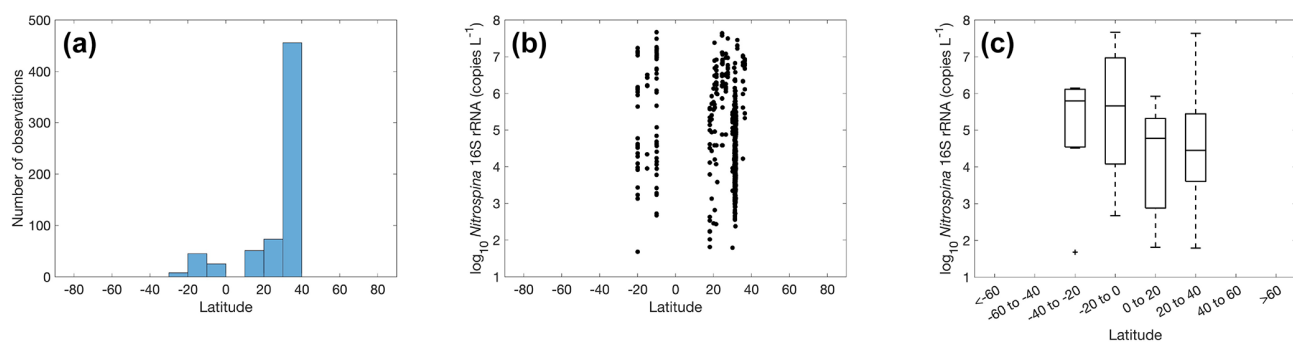 (a)
Number of observations
500
400
300
200
100
0
-80 -60 -40 -20 0 20 40 60 80
Latitude
(b)
log10 Nitrospina 16S rRNA (copies L-1)
8
7
6
5
4
3
2
1
-80 -60 -40 -20 0 20 40 60 80
Latitude
(c)
log10 Nitrospina 16S rRNA (copies L-1)
8
7
6
5
4
3
2
1
<-60 -60 to -40 -40 to -20 -20 to 0 0 to 20 20 to 40 40 to 60 >60
Latitude